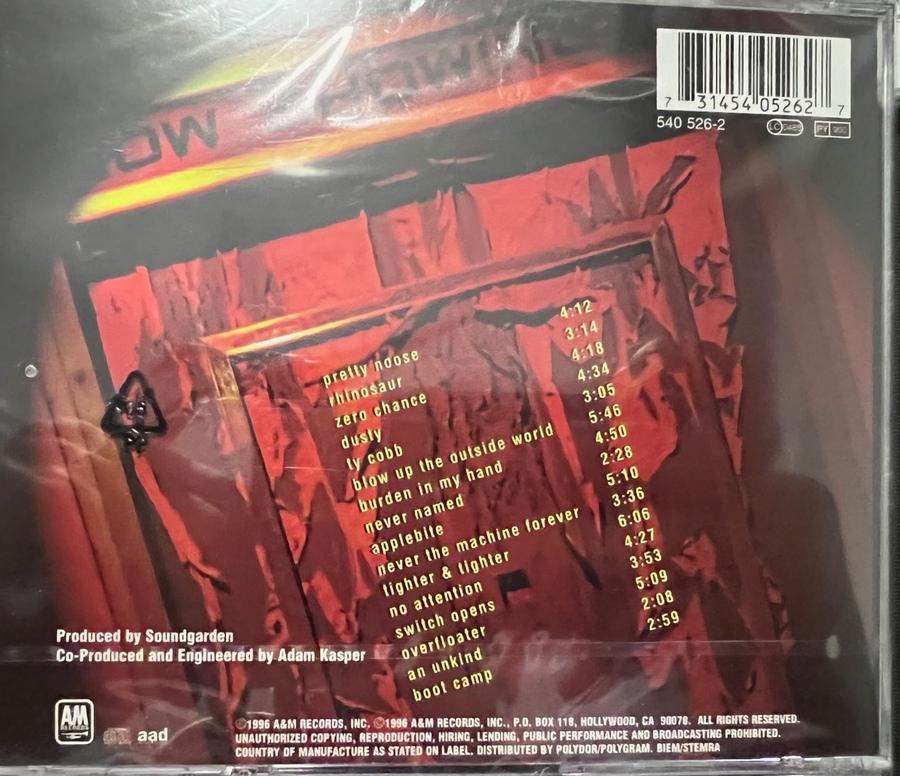 7 31454 05262 7
540 526-2
pretty noose 4:12
rhinosaur 3:14
zero chance 4:18
dusty 4:34
ty cobb 3:05
blow up the outside world 5:46
burden in my hand 4:50
never named 2:28
applebite 5:10
never the machine forever 3:36
tighter & tighter 6:06
no attention 4:27
switch opens 3:53
overfloater 5:09
an unkind 2:08
boot camp 2:59
Produced by Soundgarden
Co-Produced and Engineered by Adam Kasper
AM
RECORDS
aad
Ⓟ1996 A&M RECORDS, INC. ©1996 A&M RECORDS, INC., P.O. BOX 118, HOLLYWOOD, CA 90078. ALL RIGHTS RESERVED.
UNAUTHORIZED COPYING, REPRODUCTION, HIRING, LENDING, PUBLIC PERFORMANCE AND BROADCASTING PROHIBITED.
COUNTRY OF MANUFACTURE AS STATED ON LABEL. DISTRIBUTED BY POLYDOR/POLYGRAM. BIEM/STEMRA